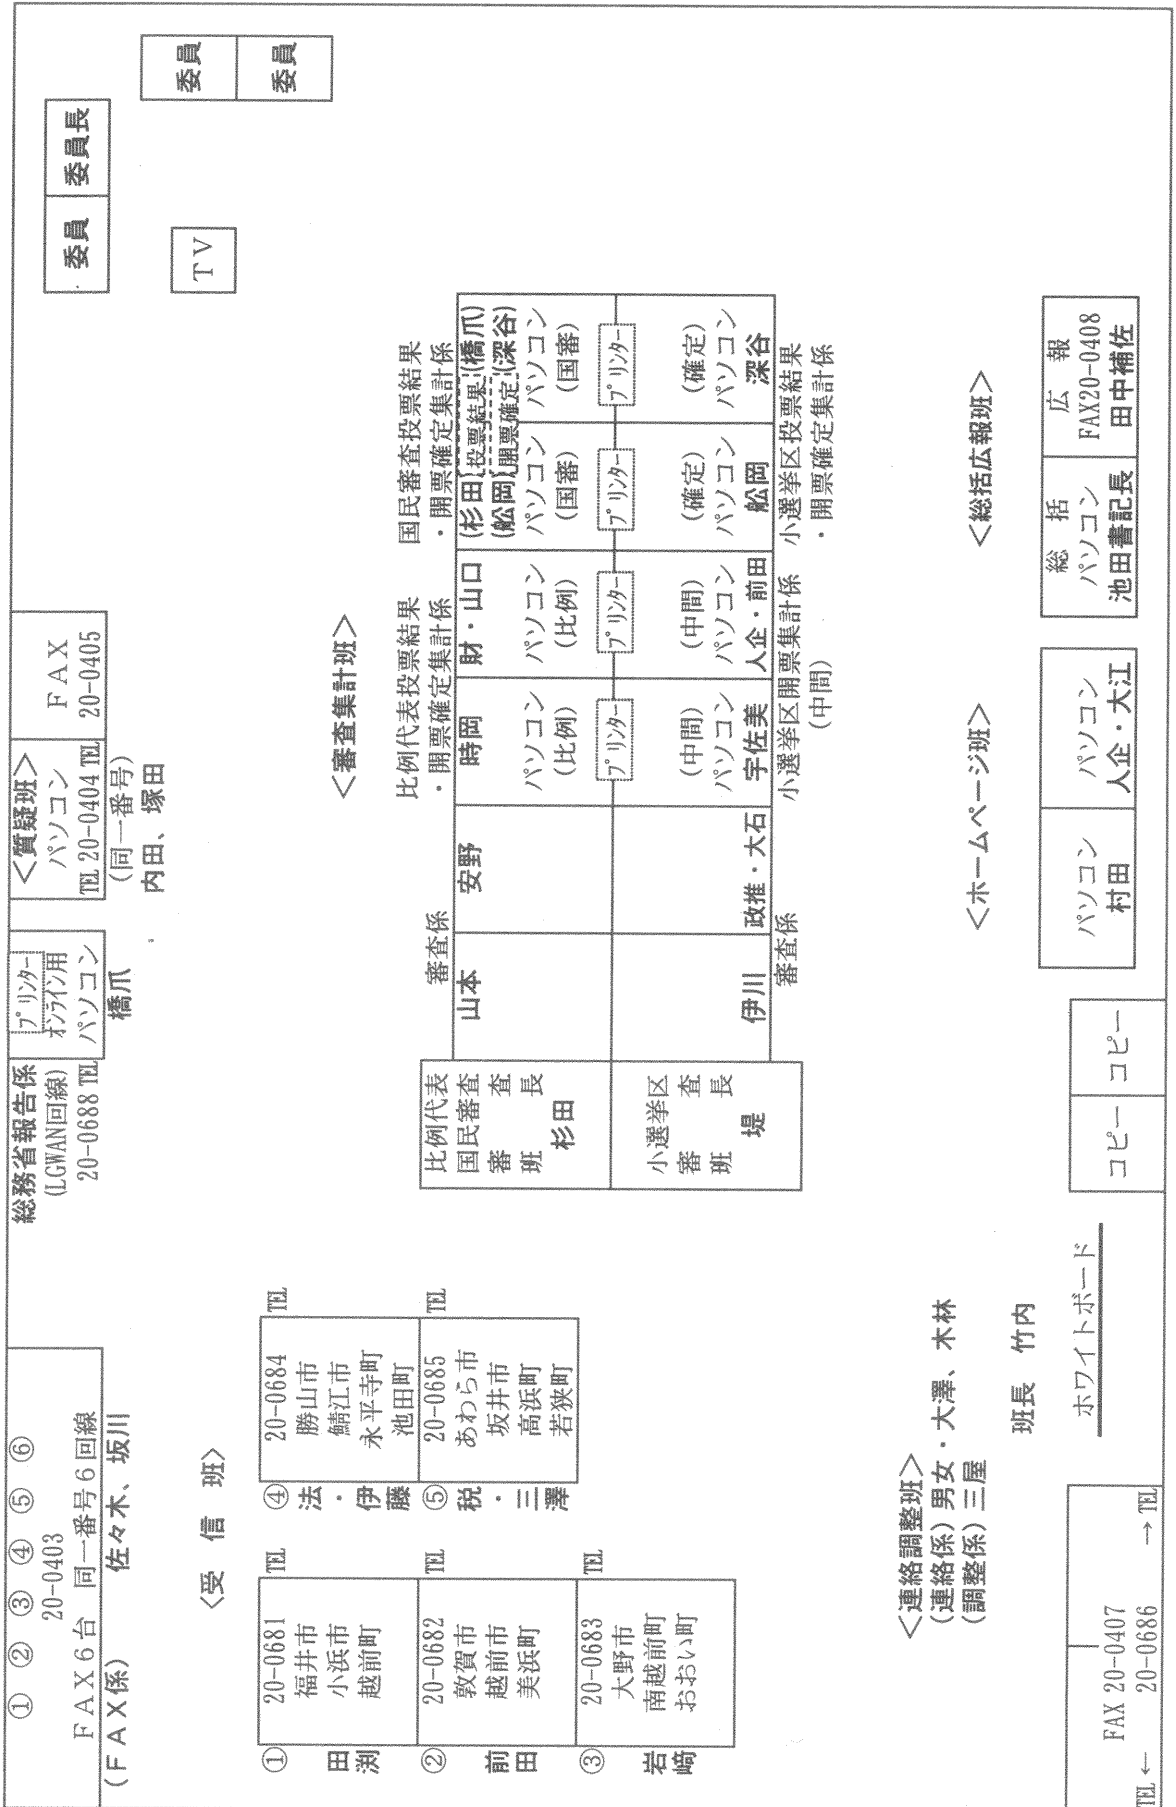 ① ② ③ ④ ⑤ ⑥
20-0403
FAX6台 同一番号6回線
(FAX係) 佐々木、坂川
総務省報告係
(LGWAN回線)
20-0688 TEL
プリンター
オンライン用
パソコン
橋爪
<質疑班>
パソコン
TEL 20-0404 TEL
(同一番号)
内田、塚田
FAX
20-0405
委員
委員長
委員
委員
TV
<受信班>
① 田渕
20-0681 TEL
福井市
小浜市
越前町
② 前田
20-0682 TEL
敦賀市
越前市
美浜町
③ 岩﨑
20-0683 TEL
大野市
南越前町
おおい町
④ 法・伊藤
20-0684 TEL
勝山市
鯖江市
永平寺町
池田町
⑤ 税・三澤
20-0685 TEL
あわら市
坂井市
高浜町
若狭町
<審査集計班>
比例代表
国民審査
審査
班長
杉田
小選挙区
審査
班長
堤
審査係
山本
安野
伊川
政推・大石
審査係
比例代表投票結果
・開票確定集計係
時岡
パソコン
(比例)
財・山口
パソコン
(比例)
国民審査投票結果
・開票確定集計係
(杉田)投票結果(橋爪)
(舩岡)開票確定(深谷)
パソコン
(国審)
パソコン
(国審)
プリンター
プリンター
プリンター
プリンター
(中間)
パソコン
宇佐美
(中間)
パソコン
人企・前田
(確定)
パソコン
舩岡
(確定)
パソコン
深谷
小選挙区開票集計係
(中間)
小選挙区投票結果
・開票確定集計係
<連絡調整班>
(連絡係)男女・大澤、木林
(調整係)三屋
班長 竹内
FAX 20-0407
TEL← 20-0686 →TEL
ホワイトボード
コピー
コピー
<ホームページ班>
パソコン
村田
パソコン
人企・大江
<総括広報班>
総括
パソコン
池田書記長
広報
FAX20-0408
田中補佐